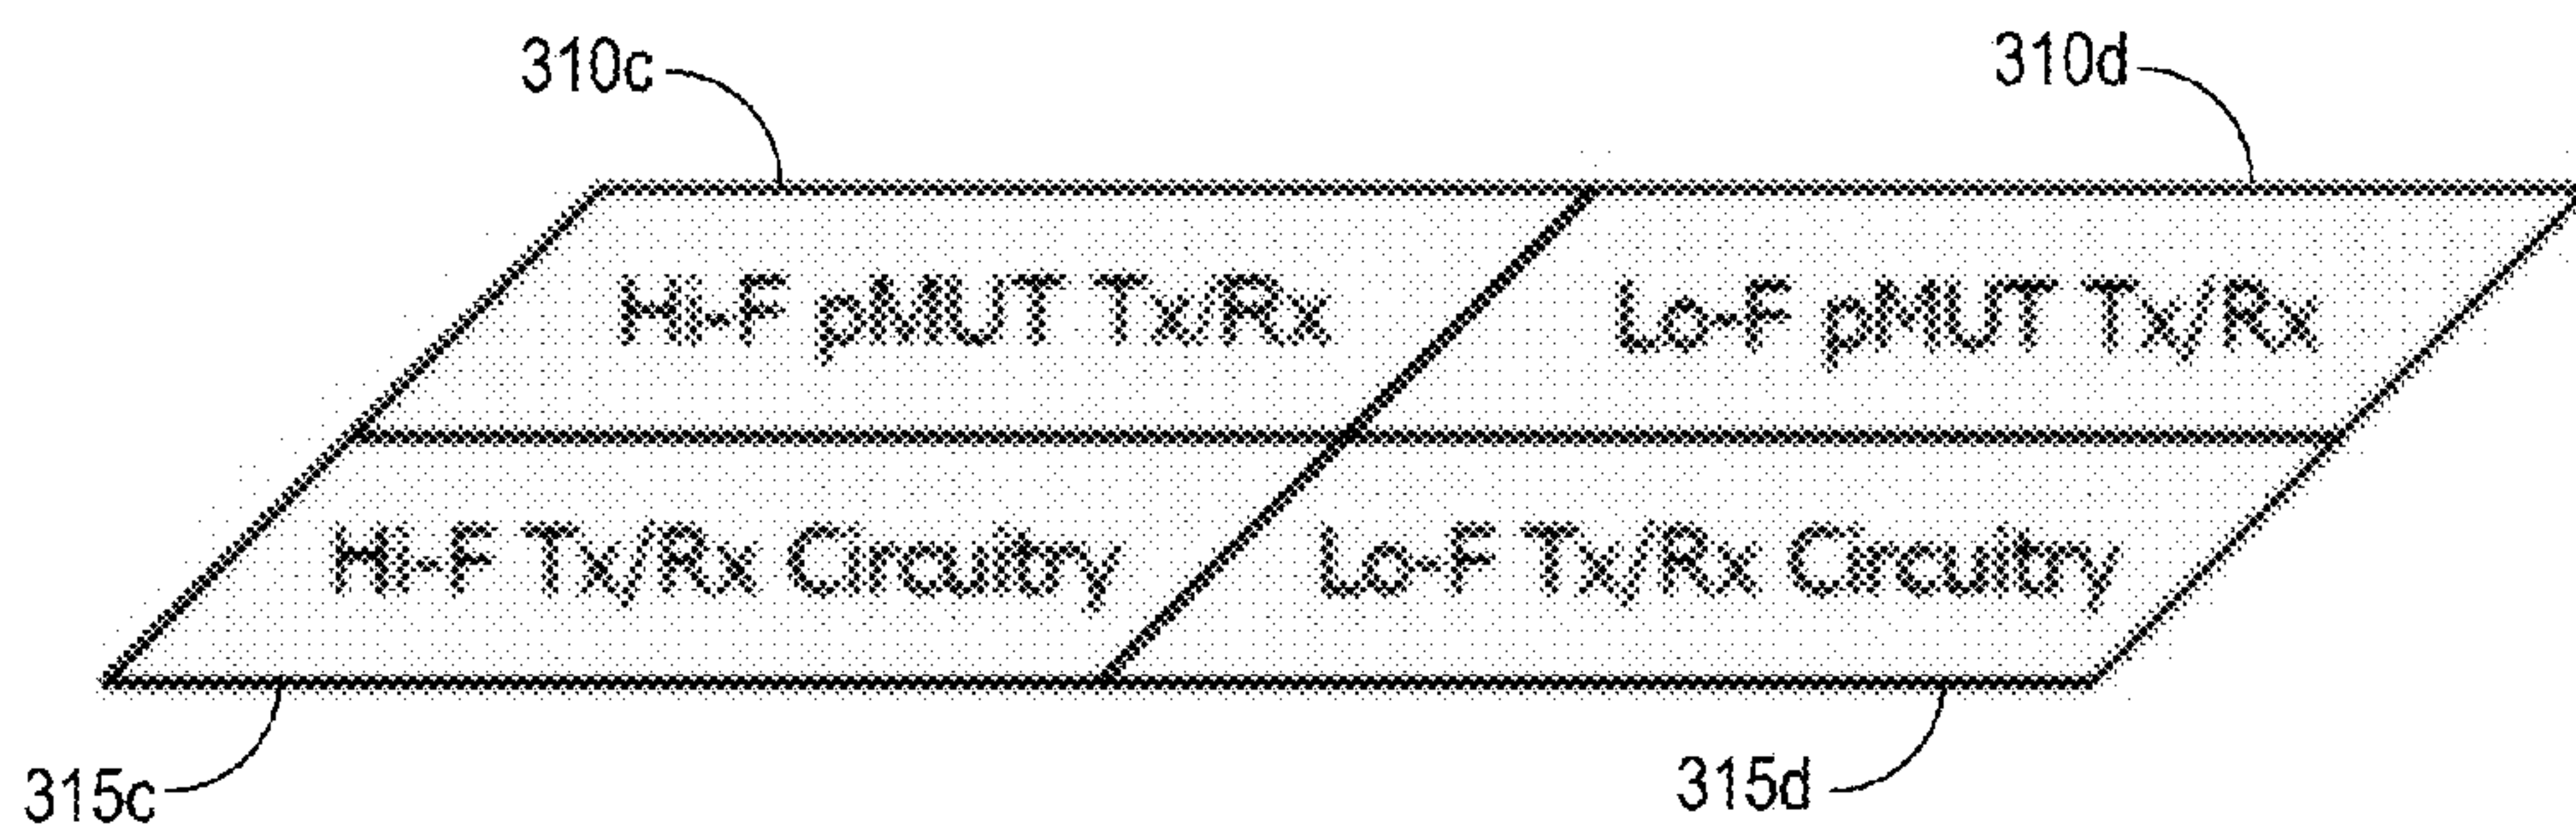 310c 310d
Hi-F pMUT Tx/Rx Lo-F pMUT Tx/Rx
Hi-F Tx/Rx Circuitry Lo-F Tx/Rx Circuitry
315c 315d